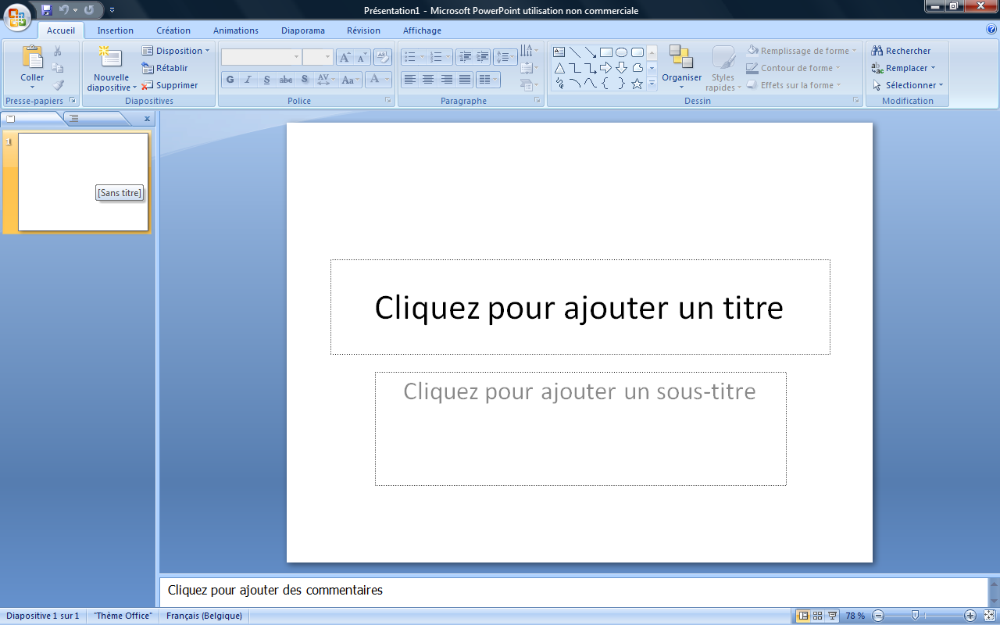 Présentation1 - Microsoft PowerPoint utilisation non commerciale
Accueil Insertion Création Animations Diaporama Révision Affichage
Coller
Presse-papiers
Nouvelle diapositive
Disposition
Rétablir
Supprimer
Diapositives
G I S abc S AV Aa A
Police
Paragraphe
Organiser
Styles rapides
Remplissage de forme
Contour de forme
Effets sur la forme
Dessin
Rechercher
Remplacer
Sélectionner
Modification
1
[Sans titre]
Cliquez pour ajouter un titre
Cliquez pour ajouter un sous-titre
Cliquez pour ajouter des commentaires
Diapositive 1 sur 1 "Thème Office" Français (Belgique) 78 %